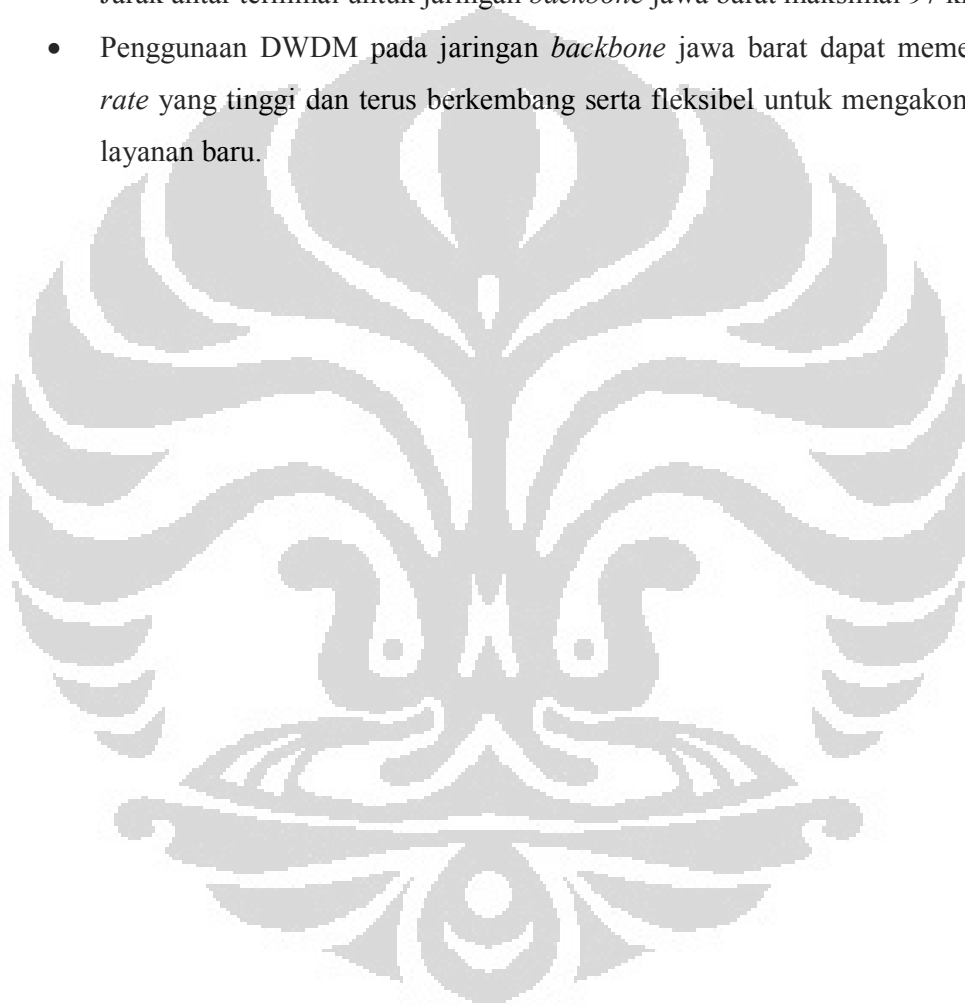 Jarak antar terminal untuk jaringan backbone jawa barat maksimal 97
• Penggunaan DWDM pada jaringan backbone jawa barat dapat
rate yang tinggi dan terus berkembang serta fleksibel untuk
layanan baru.